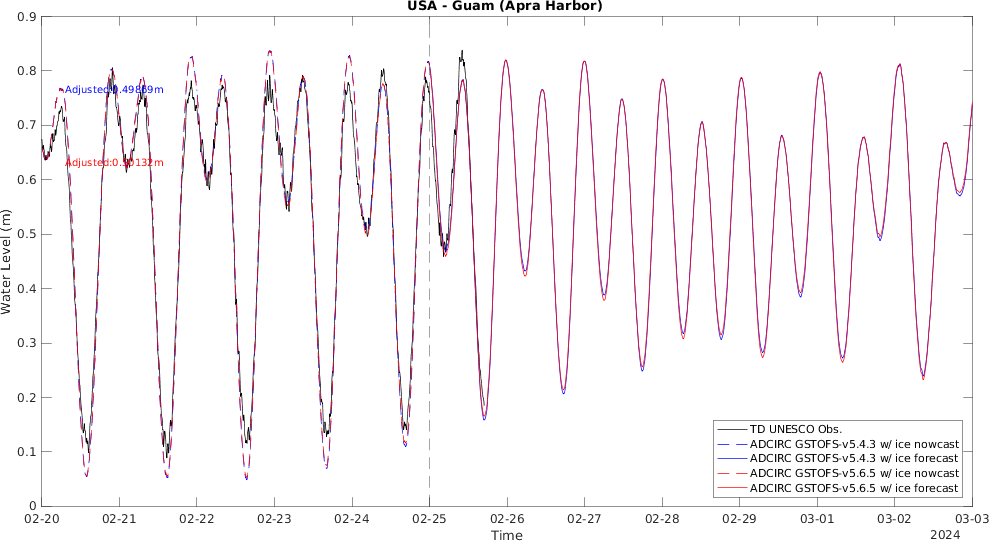 USA - Guam (Apra Harbor)
0.9
0.8
0.7
0.6
0.5
0.4
0.3
0.2
0.1
0
Water Level (m)
TD UNESCO Obs.
ADCIRC GSTOFS-v5.4.3 w/ ice nowcast
ADCIRC GSTOFS-v5.4.3 w/ ice forecast
ADCIRC GSTOFS-v5.6.5 w/ ice nowcast
ADCIRC GSTOFS-v5.6.5 w/ ice forecast
02-20 02-21 02-22 02-23 02-24 02-25 02-26 02-27 02-28 02-29 03-01 03-02 03-03
Time
2024